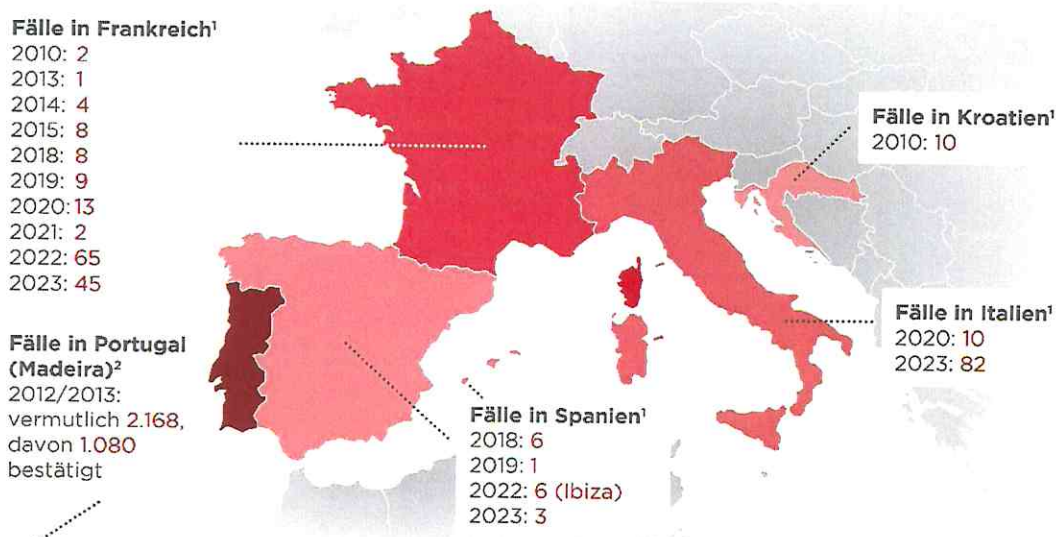 Fälle in Frankreich¹
2010: 2
2013: 1
2014: 4
2015: 8
2018: 8
2019: 9
2020: 13
2021: 2
2022: 65
2023: 45
Fälle in Portugal
(Madeira)²
2012/2013:
vermutlich 2.168,
davon 1.080
bestätigt
Fälle in Spanien¹
2018: 6
2019: 1
2022: 6 (Ibiza)
2023: 3
Fälle in Kroatien¹
2010: 10
Fälle in Italien¹
2020: 10
2023: 82